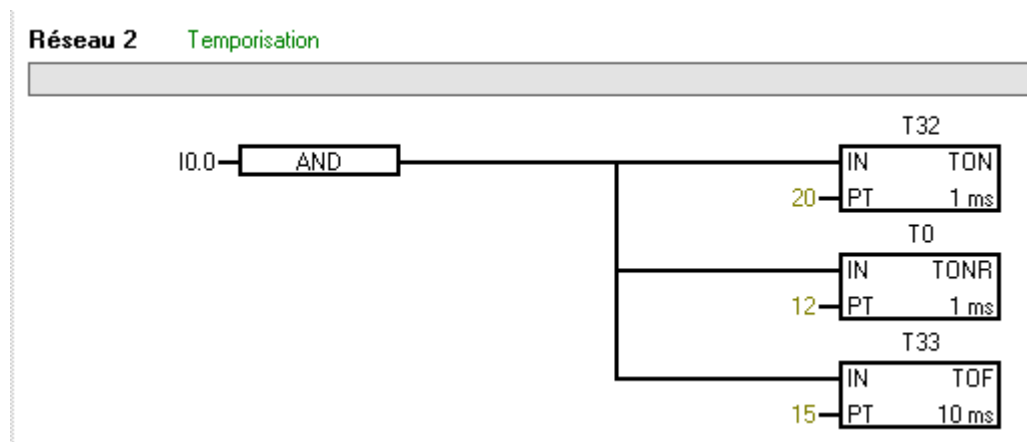 Réseau 2 Temporisation
T32
I0.0 AND IN TON
20 PT 1 ms
T0
IN TONR
12 PT 1 ms
T33
IN TOF
15 PT 10 ms